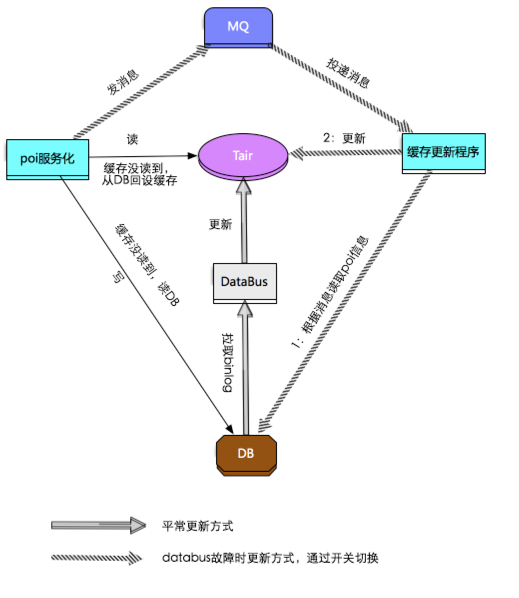 MQ
发消息
投递消息
读
2：更新
poi服务化
Tair
缓存更新程序
缓存没读到，
从DB回设缓存
更新
缓存没读到，读DB
写
DataBus
1：根据消息读取poi信息
拉取binlog
DB
平常更新方式
databus故障时更新方式，通过开关切换